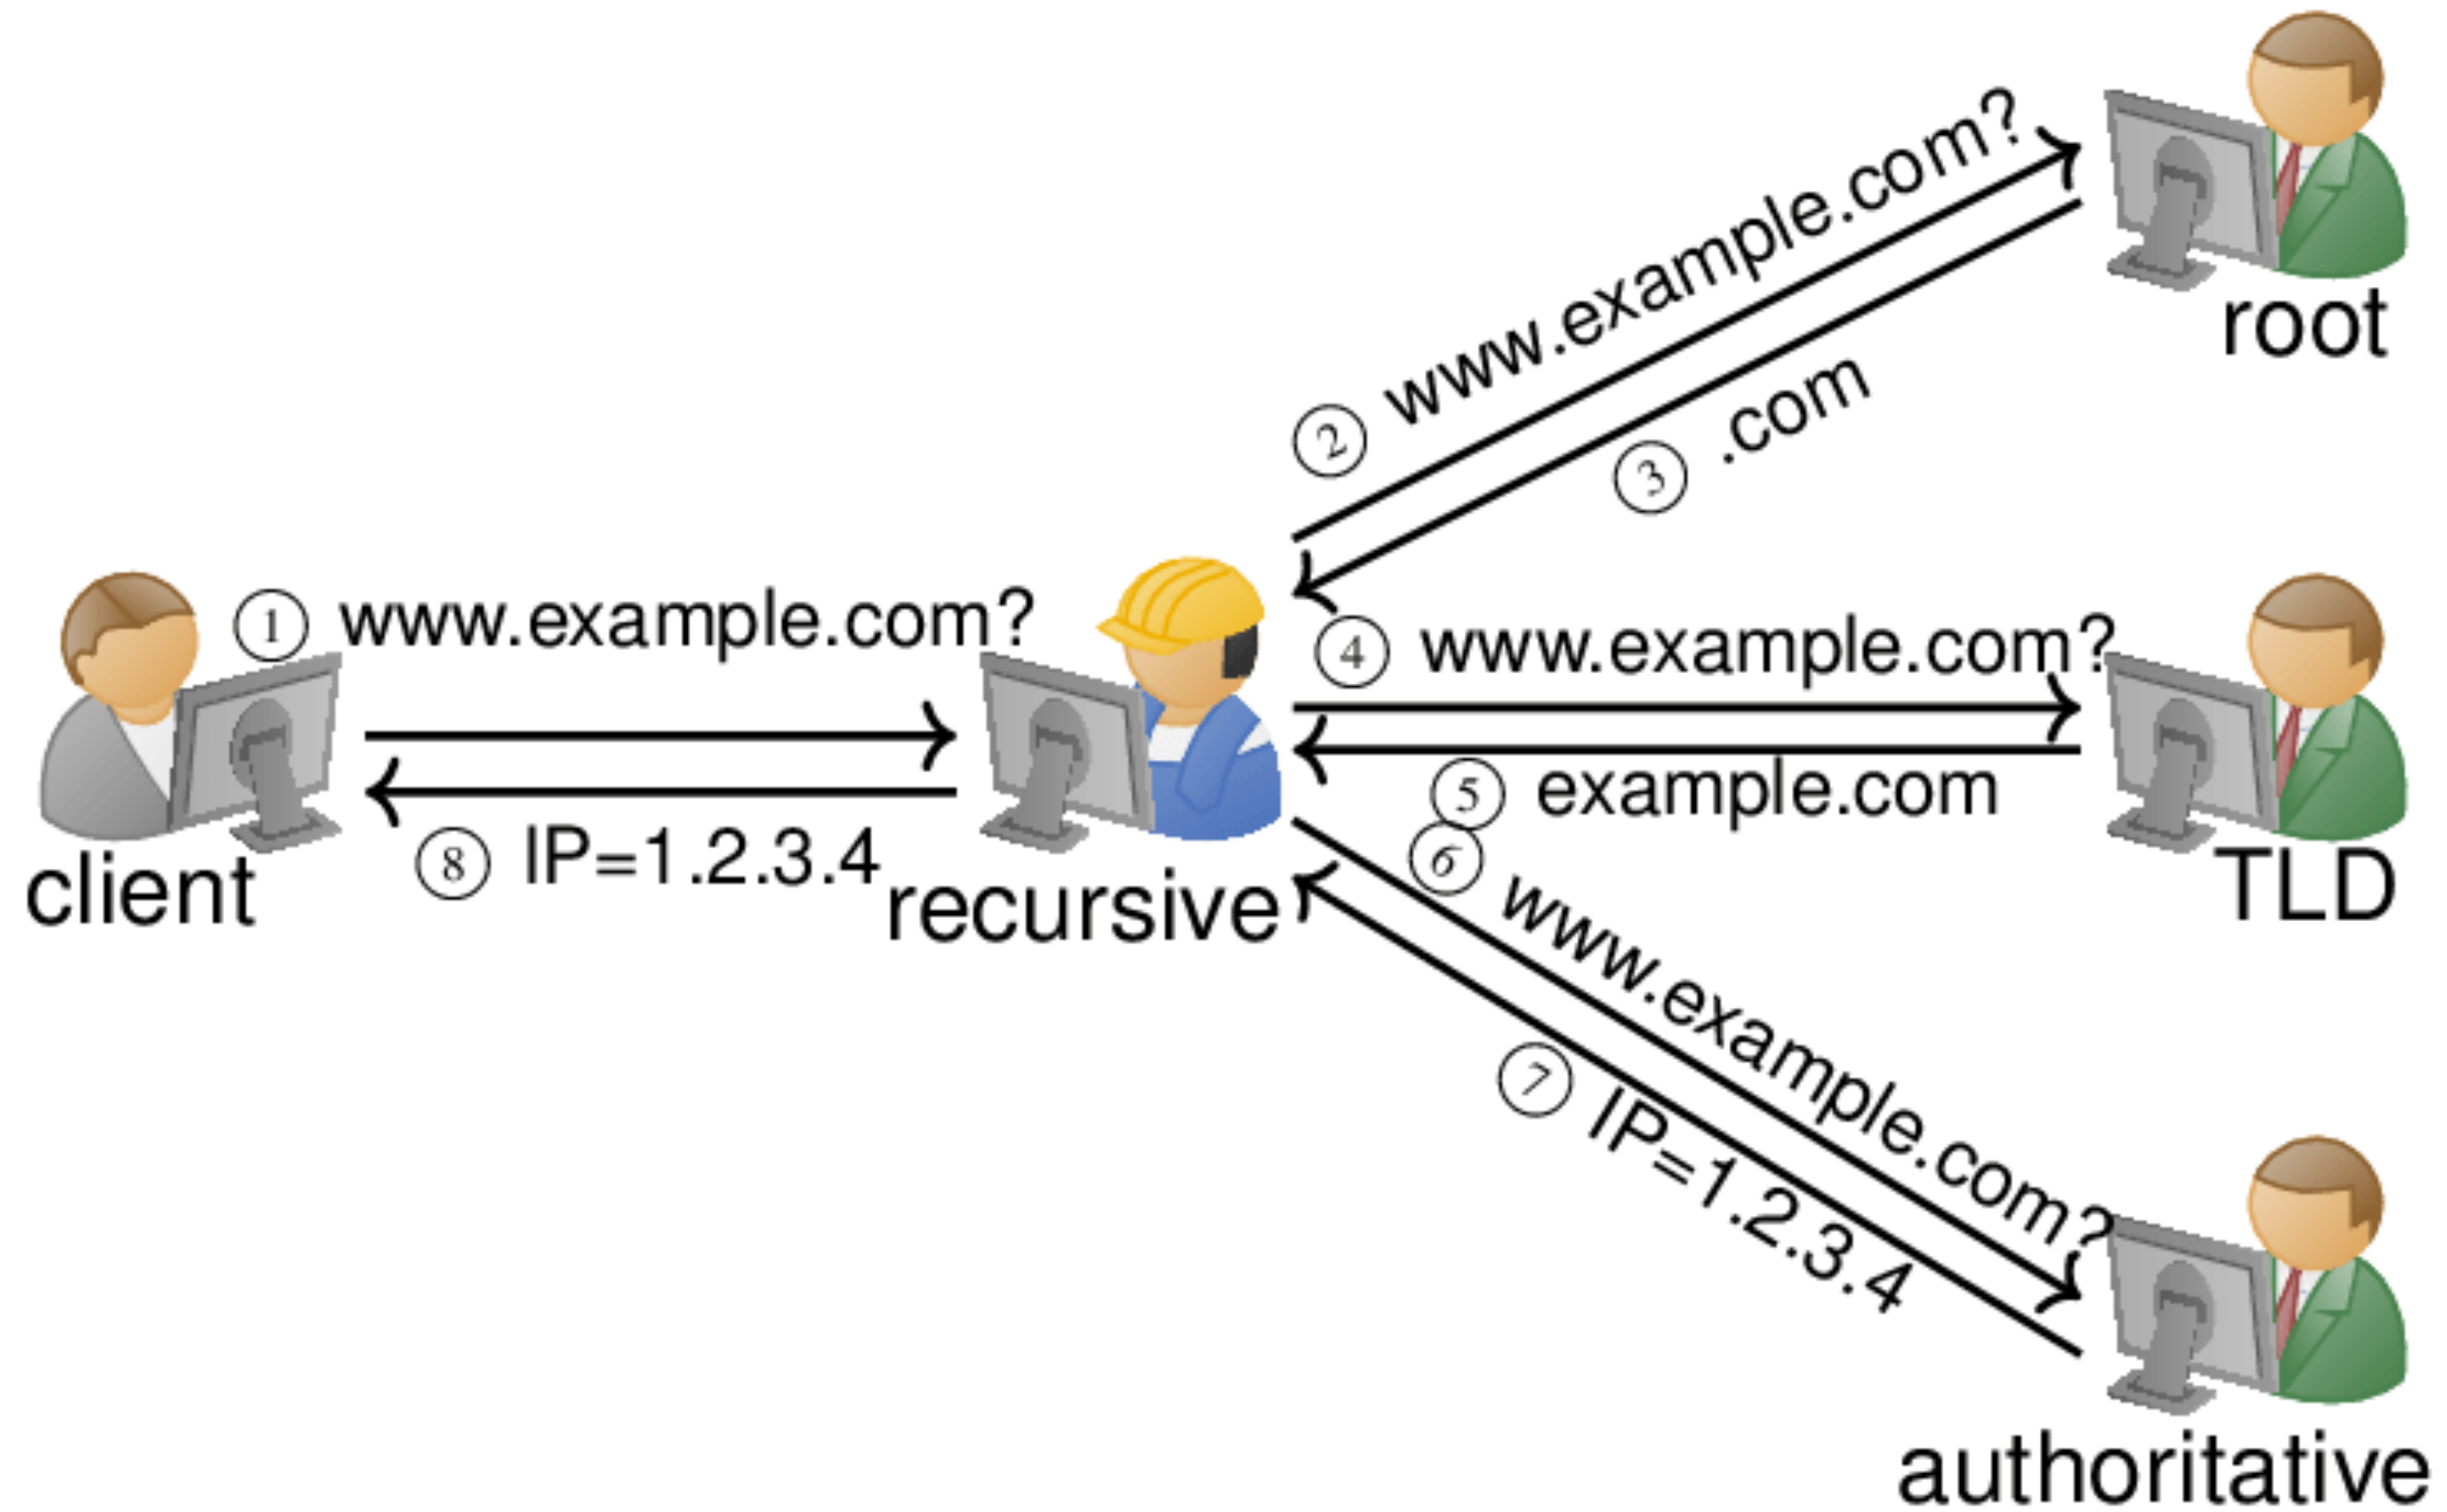 ② www.example.com?
③ .com
root
① www.example.com?
④ www.example.com?
⑤ example.com
⑧ IP=1.2.3.4
client
recursive
TLD
⑥ www.example.com?
⑦ IP=1.2.3.4
authoritative